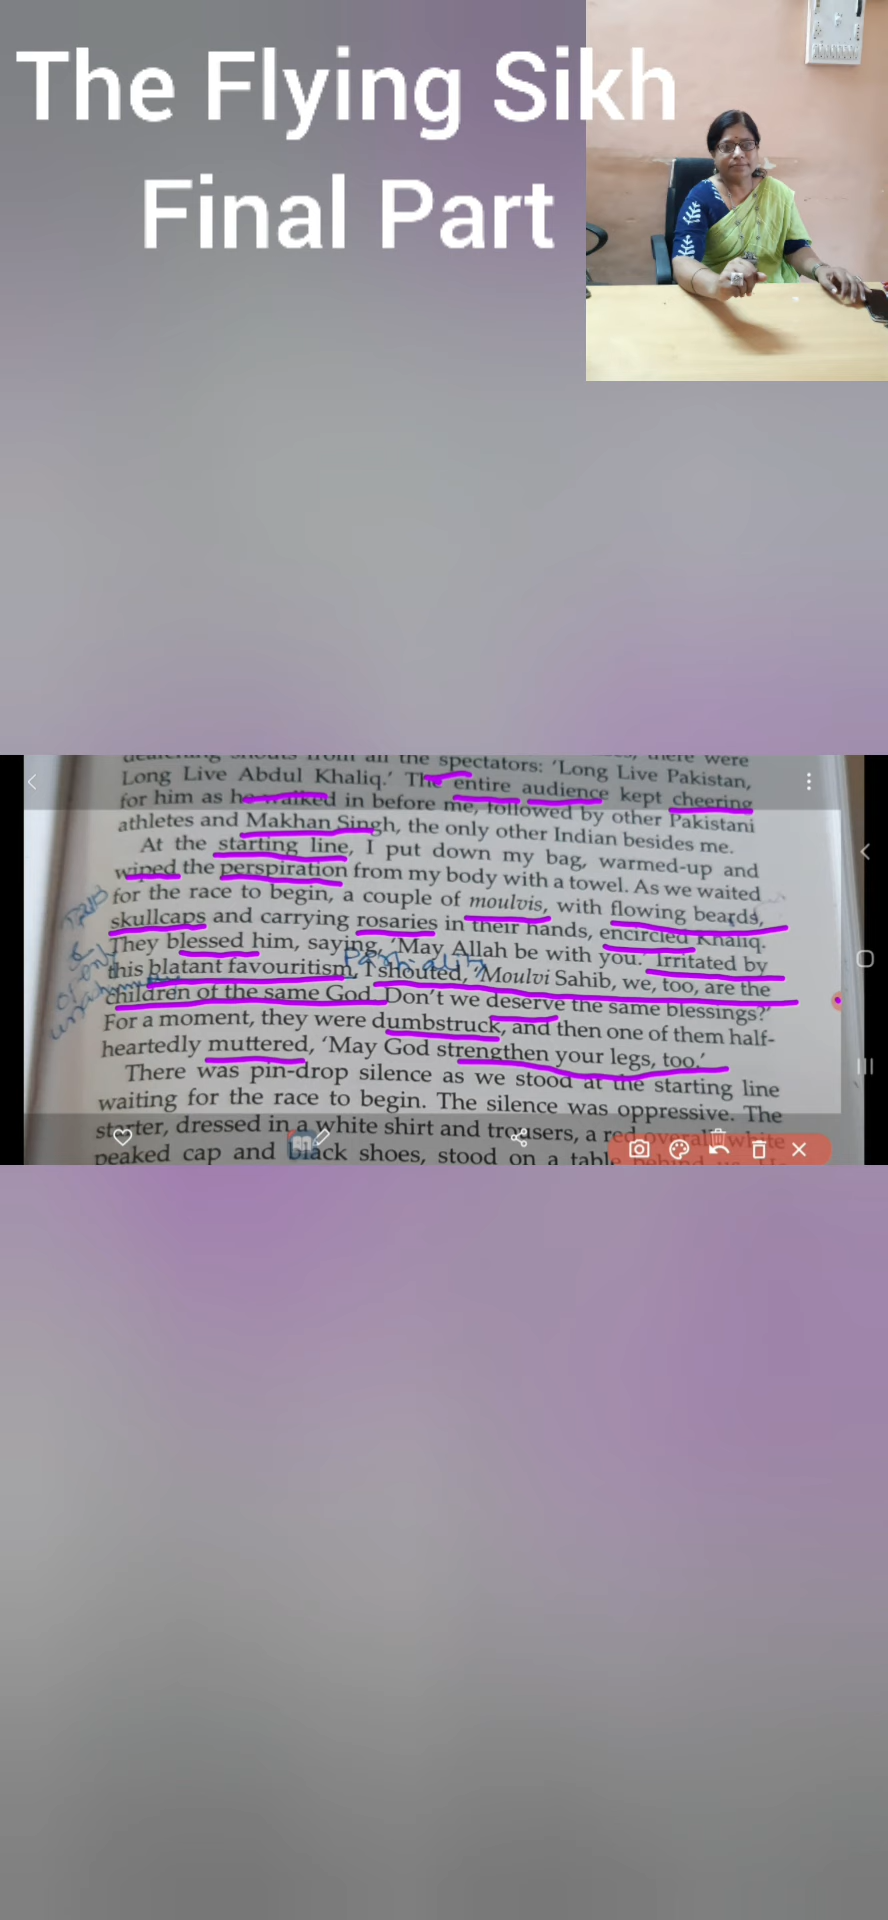 The Flying Sikh
Final Part
all the spectators: 'Long Live Pakistan,
Long Live Abdul Khaliq.' The entire audience kept cheering
for him as he walked in before me, followed by other Pakistani
athletes and Makhan Singh, the only other Indian besides me.
At the starting line, I put down my bag, warmed-up and
wiped the perspiration from my body with a towel. As we waited
for the race to begin, a couple of moulvis, with flowing beards,
skullcaps and carrying rosaries in their hands, encircled Khaliq.
They blessed him, saying, 'May Allah be with you.' Irritated by
partiality
this blatant favouritism, I shouted, 'Moulvi Sahib, we, too, are the
children of the same God. Don't we deserve the same blessings?'
For a moment, they were dumbstruck, and then one of them half-
heartedly muttered, 'May God strengthen your legs, too.'
There was pin-drop silence as we stood at the starting line
waiting for the race to begin. The silence was oppressive. The
starter, dressed in a white shirt and trousers, a red overall, white
peaked cap and black shoes, stood on a table behind us.